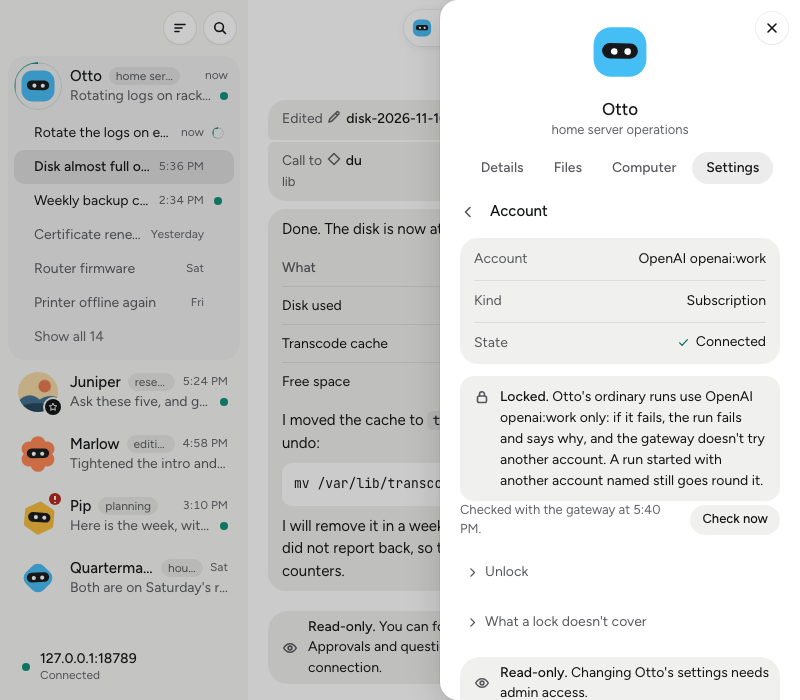 Otto
home ser...
now
Rotating logs on rack...
Rotate the logs on e...
now
Disk almost full o...
5:36 PM
Weekly backup c...
2:34 PM
Certificate rene...
Yesterday
Router firmware
Sat
Printer offline again
Fri
Show all 14
Juniper
rese...
5:24 PM
Ask these five, and g...
Marlow
editi...
4:58 PM
Tightened the intro and...
Pip
planning
3:10 PM
Here is the week, wit...
Quarterma...
hou...
Sat
Both are on Saturday's r...
127.0.0.1:18789
Connected
Edited disk-2026-11-1
Call to du
lib
Done. The disk is now at
What
Disk used
Transcode cache
Free space
I moved the cache to
undo:
mv /var/lib/transco
I will remove it in a week
did not report back, so t
counters.
Read-only. You can fo
Approvals and questi
connection.
Otto
home server operations
Details
Files
Computer
Settings
Account
Account
OpenAI openai:work
Kind
Subscription
State
Connected
Locked. Otto's ordinary runs use OpenAI
openai:work only: if it fails, the run fails
and says why, and the gateway doesn't try
another account. A run started with
another account named still goes round it.
Checked with the gateway at 5:40
PM.
Check now
Unlock
What a lock doesn't cover
Read-only. Changing Otto's settings needs
admin access.